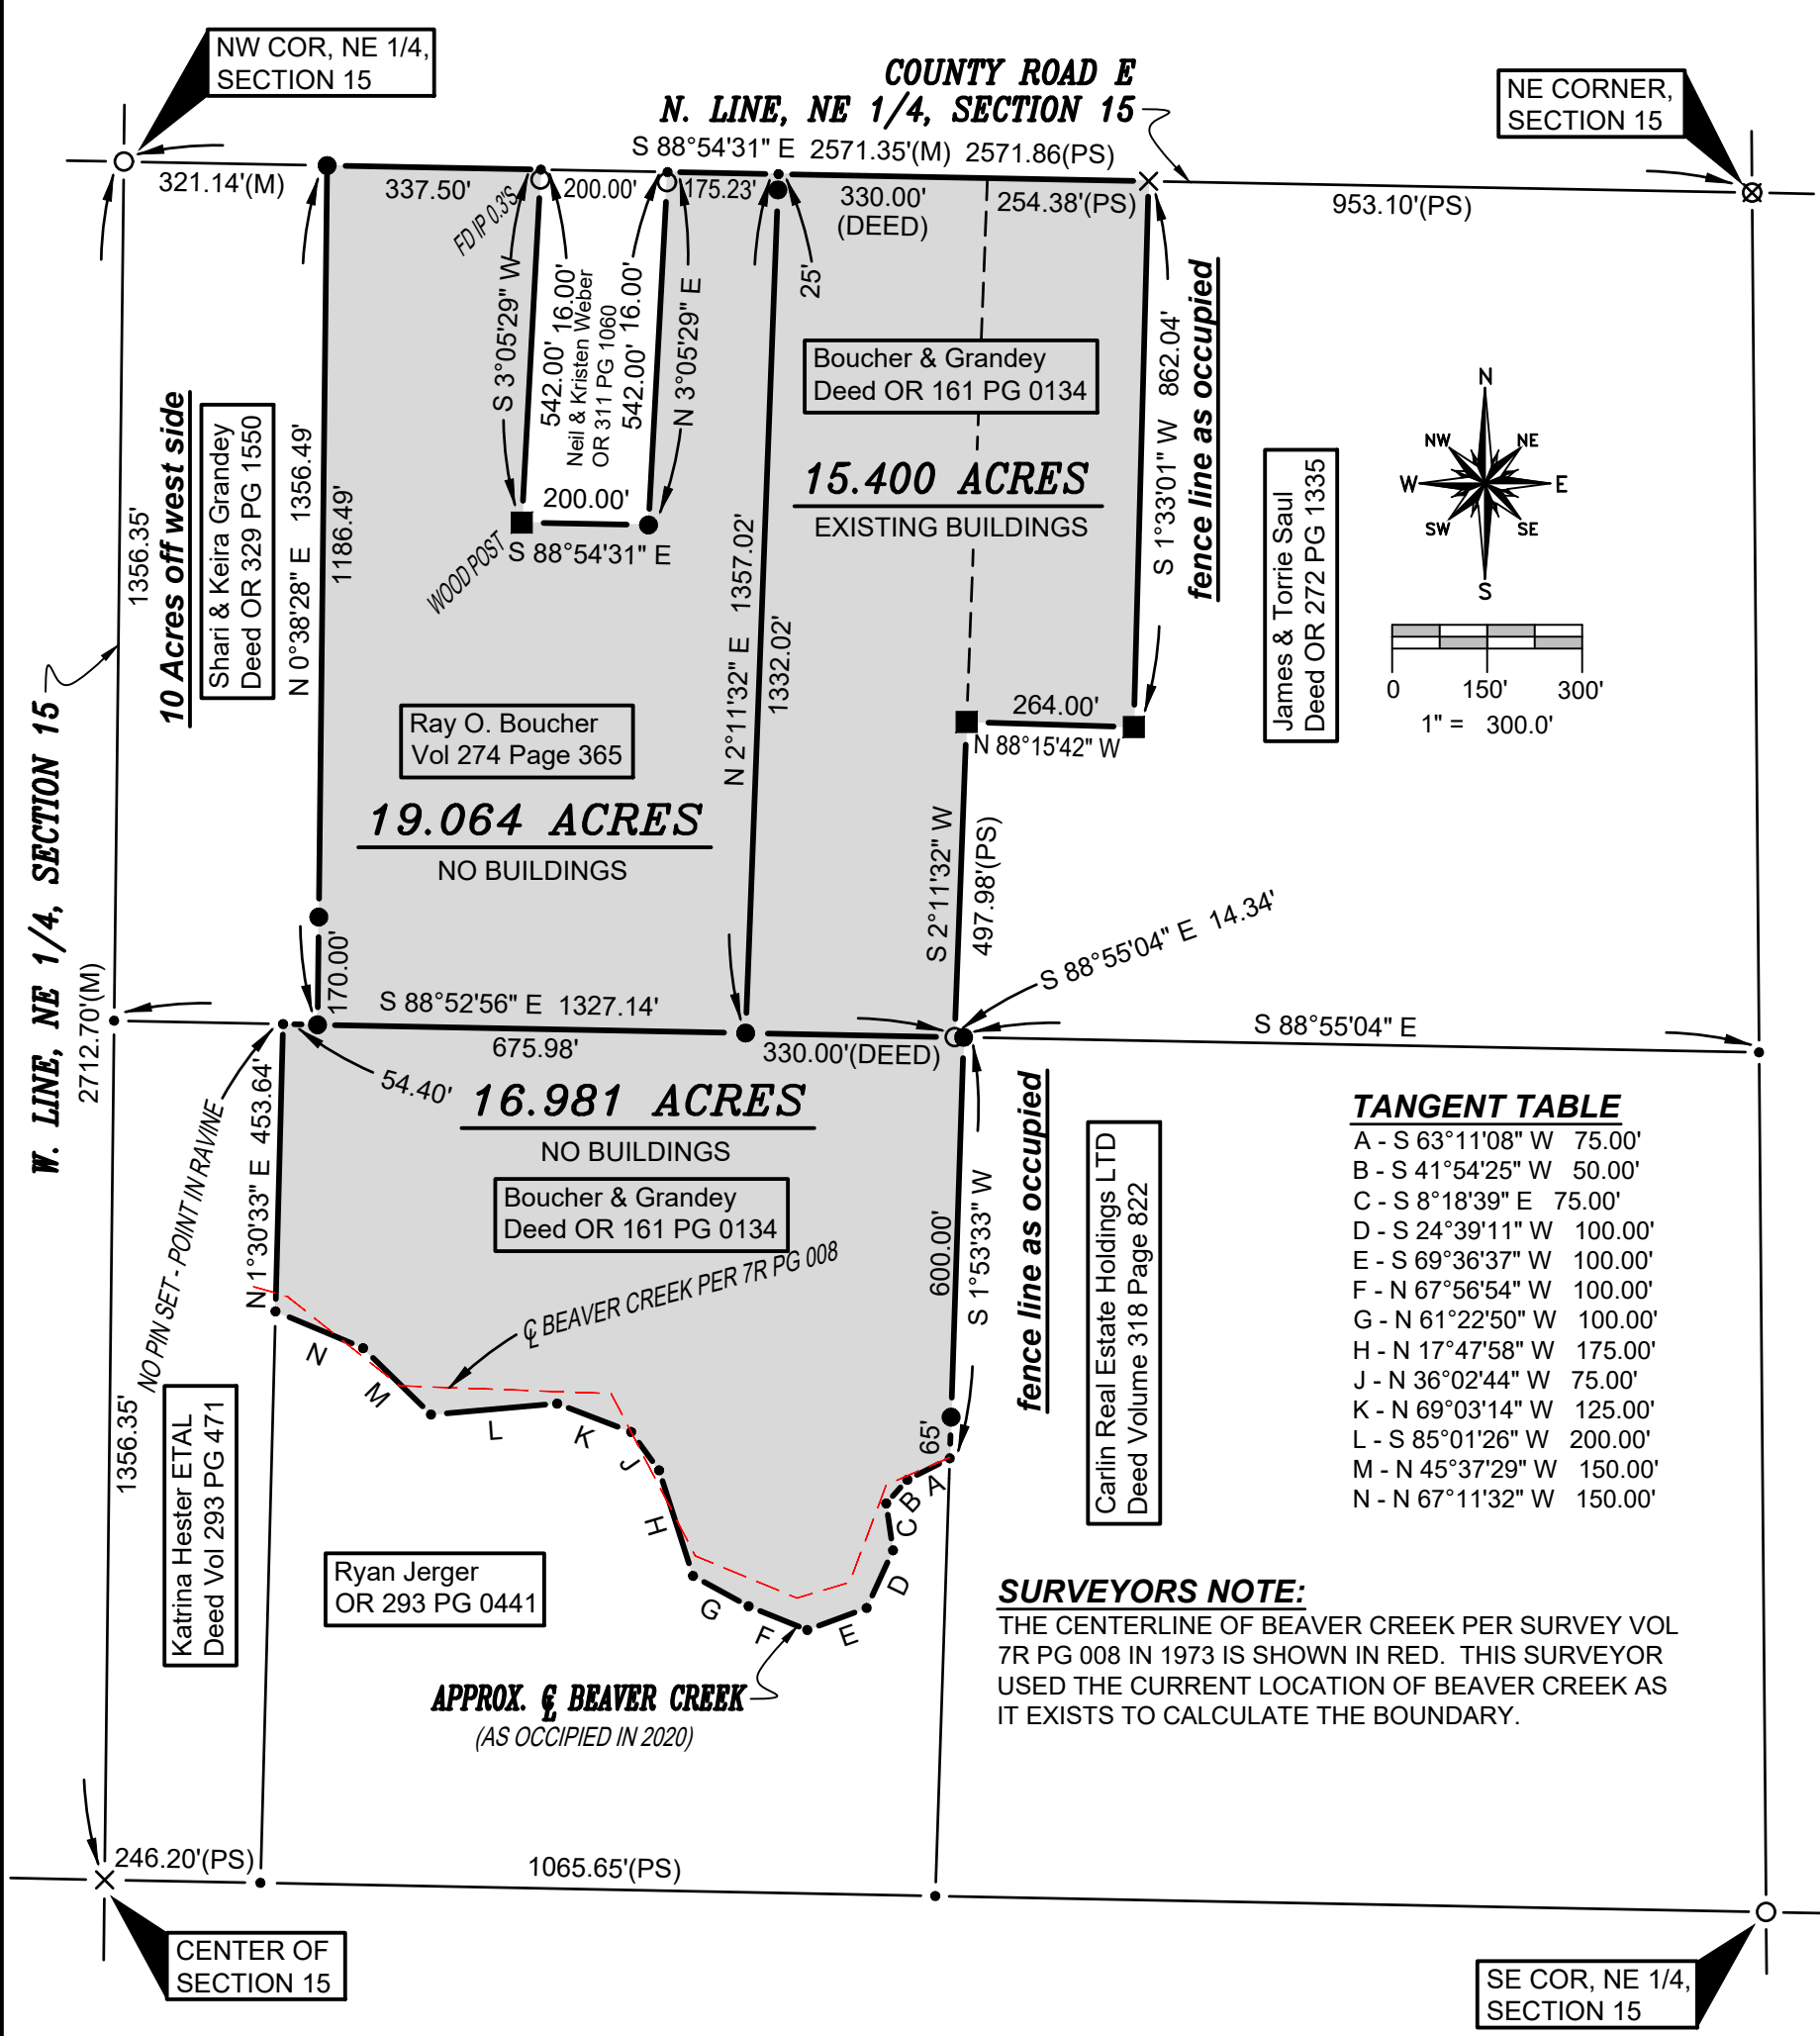 NW COR, NE 1/4,
SECTION 15
COUNTY ROAD E
N. LINE, NE 1/4, SECTION 15
NE CORNER,
SECTION 15
S 88°54'31" E 2571.35'(M) 2571.86(PS)
321.14'(M)
337.50'
200.00'
175.23'
330.00'
(DEED)
254.38'(PS)
953.10'(PS)
FD IP 0.3'S
S 3°05'29" W
542.00' 16.00'
Neil & Kristen Weber
OR 311 PG 1060
542.00' 16.00'
N 3°05'29" E
25'
200.00'
S 88°54'31" E
WOOD POST
Boucher & Grandey
Deed OR 161 PG 0134
15.400 ACRES
EXISTING BUILDINGS
S 1°33'01" W 862.04'
fence line as occupied
James & Torrie Saul
Deed OR 272 PG 1335
N
NW
NE
W
E
SW
SE
S
0 150' 300'
1" = 300.0'
1356.35'
10 Acres off west side
Shari & Keira Grandey
Deed OR 329 PG 1550
N 0°38'28" E 1356.49'
1186.49'
N 2°11'32" E 1357.02'
1332.02'
Ray O. Boucher
Vol 274 Page 365
19.064 ACRES
NO BUILDINGS
264.00'
N 88°15'42" W
S 2°11'32" W
497.98'(PS)
W. LINE, NE 1/4, SECTION 15
2712.70'(M)
170.00'
S 88°52'56" E 1327.14'
675.98'
330.00'(DEED)
S 88°55'04" E 14.34'
S 88°55'04" E
54.40'
NO PIN SET - POINT IN RAVINE
N 1°30'33" E 453.64'
16.981 ACRES
NO BUILDINGS
Boucher & Grandey
Deed OR 161 PG 0134
℄ BEAVER CREEK PER 7R PG 008
600.00'
S 1°53'33" W
65'
fence line as occupied
Carlin Real Estate Holdings LTD
Deed Volume 318 Page 822
TANGENT TABLE
A - S 63°11'08" W 75.00'
B - S 41°54'25" W 50.00'
C - S 8°18'39" E 75.00'
D - S 24°39'11" W 100.00'
E - S 69°36'37" W 100.00'
F - N 67°56'54" W 100.00'
G - N 61°22'50" W 100.00'
H - N 17°47'58" W 175.00'
J - N 36°02'44" W 75.00'
K - N 69°03'14" W 125.00'
L - S 85°01'26" W 200.00'
M - N 45°37'29" W 150.00'
N - N 67°11'32" W 150.00'
N
M
L
K
J
H
G
F
E
D
C
B
A
1356.35'
Katrina Hester ETAL
Deed Vol 293 PG 471
Ryan Jerger
OR 293 PG 0441
APPROX. ℄ BEAVER CREEK
(AS OCCIPIED IN 2020)
SURVEYORS NOTE:
THE CENTERLINE OF BEAVER CREEK PER SURVEY VOL
7R PG 008 IN 1973 IS SHOWN IN RED. THIS SURVEYOR
USED THE CURRENT LOCATION OF BEAVER CREEK AS
IT EXISTS TO CALCULATE THE BOUNDARY.
246.20'(PS)
1065.65'(PS)
CENTER OF
SECTION 15
SE COR, NE 1/4,
SECTION 15